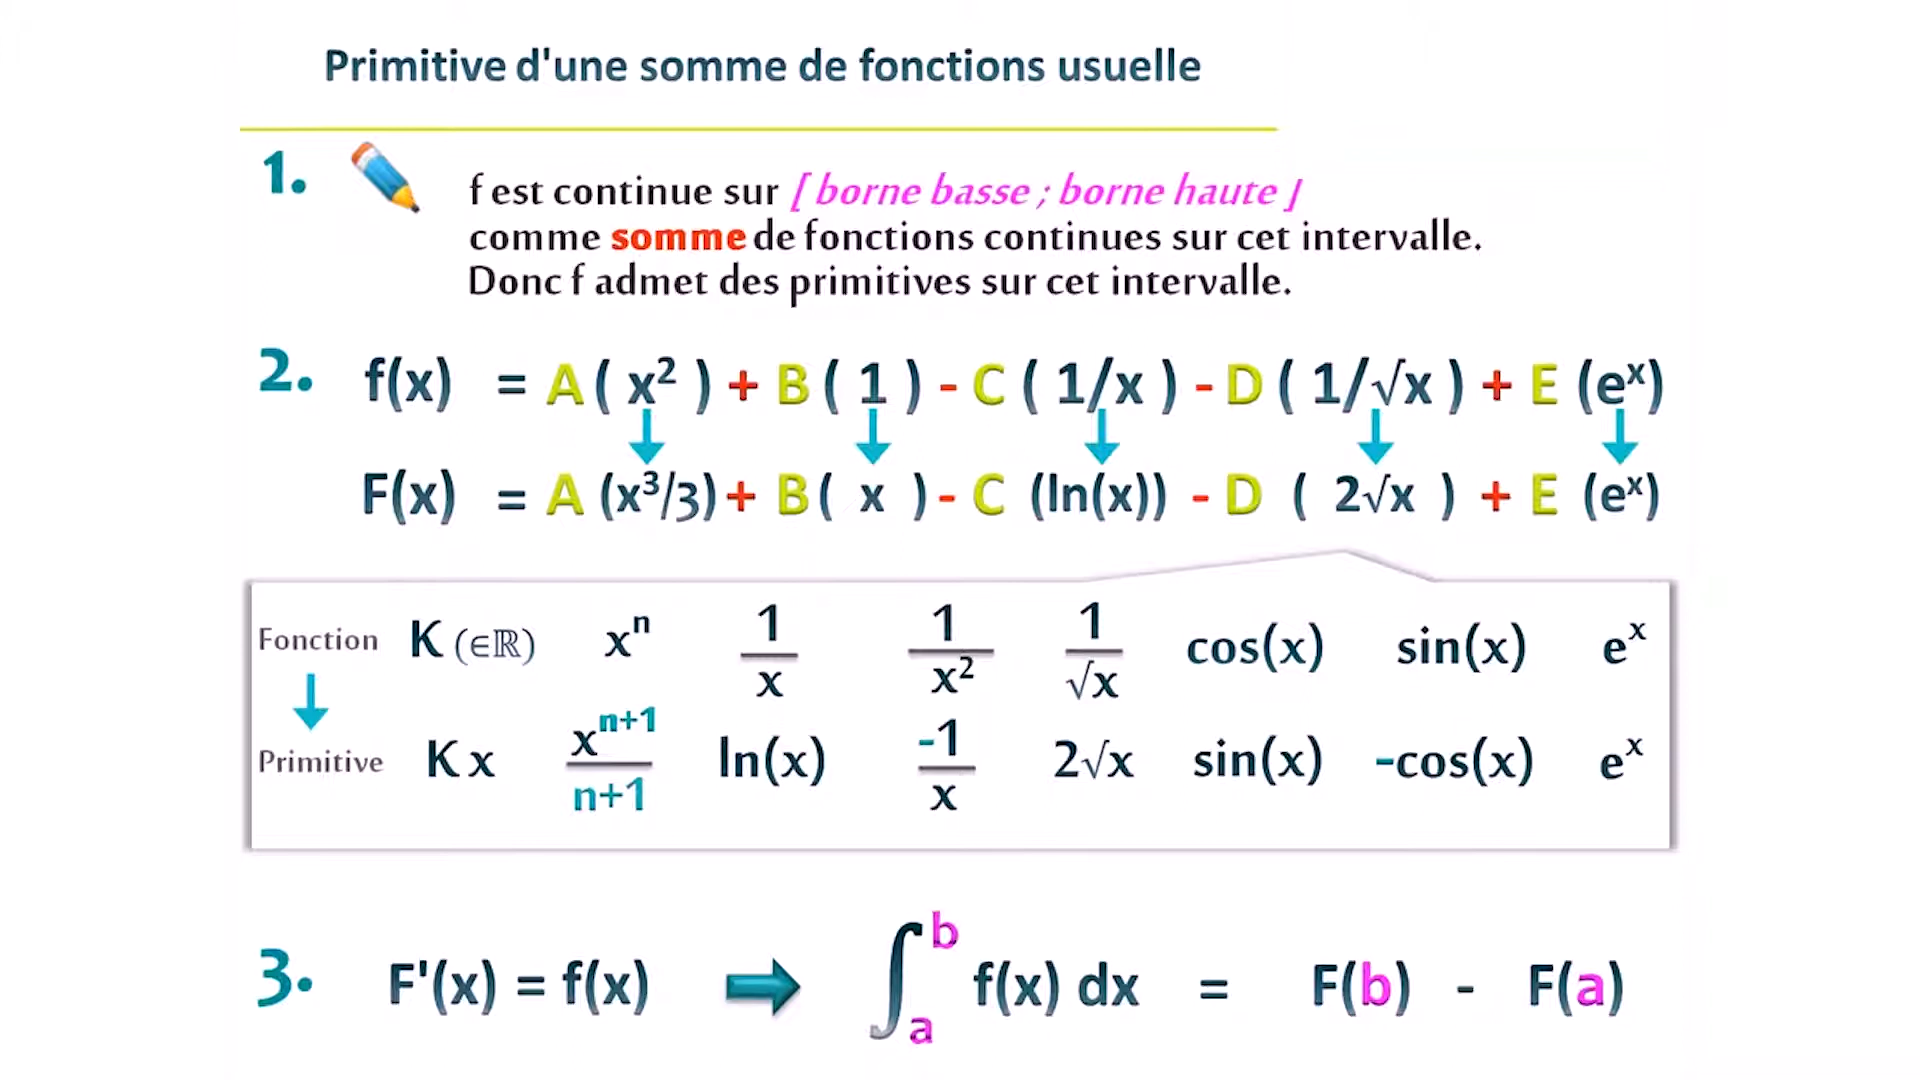 Primitive d'une somme de fonctions usuelle
1. f est continue sur [ borne basse ; borne haute ]
comme somme de fonctions continues sur cet intervalle.
Donc f admet des primitives sur cet intervalle.
2. f(x) = A ( x² ) + B ( 1 ) - C ( 1/x ) - D ( 1/√x ) + E (eˣ)
F(x) = A (x³/3) + B ( x ) - C (ln(x)) - D ( 2√x ) + E (eˣ)
Fonction K (∈ℝ) xⁿ 1/x 1/x² 1/√x cos(x) sin(x) eˣ
Primitive K x xⁿ⁺¹/n+1 ln(x) -1/x 2√x sin(x) -cos(x) eˣ
3. F'(x) = f(x) ➡ ∫ₐᵇ f(x) dx = F(b) - F(a)